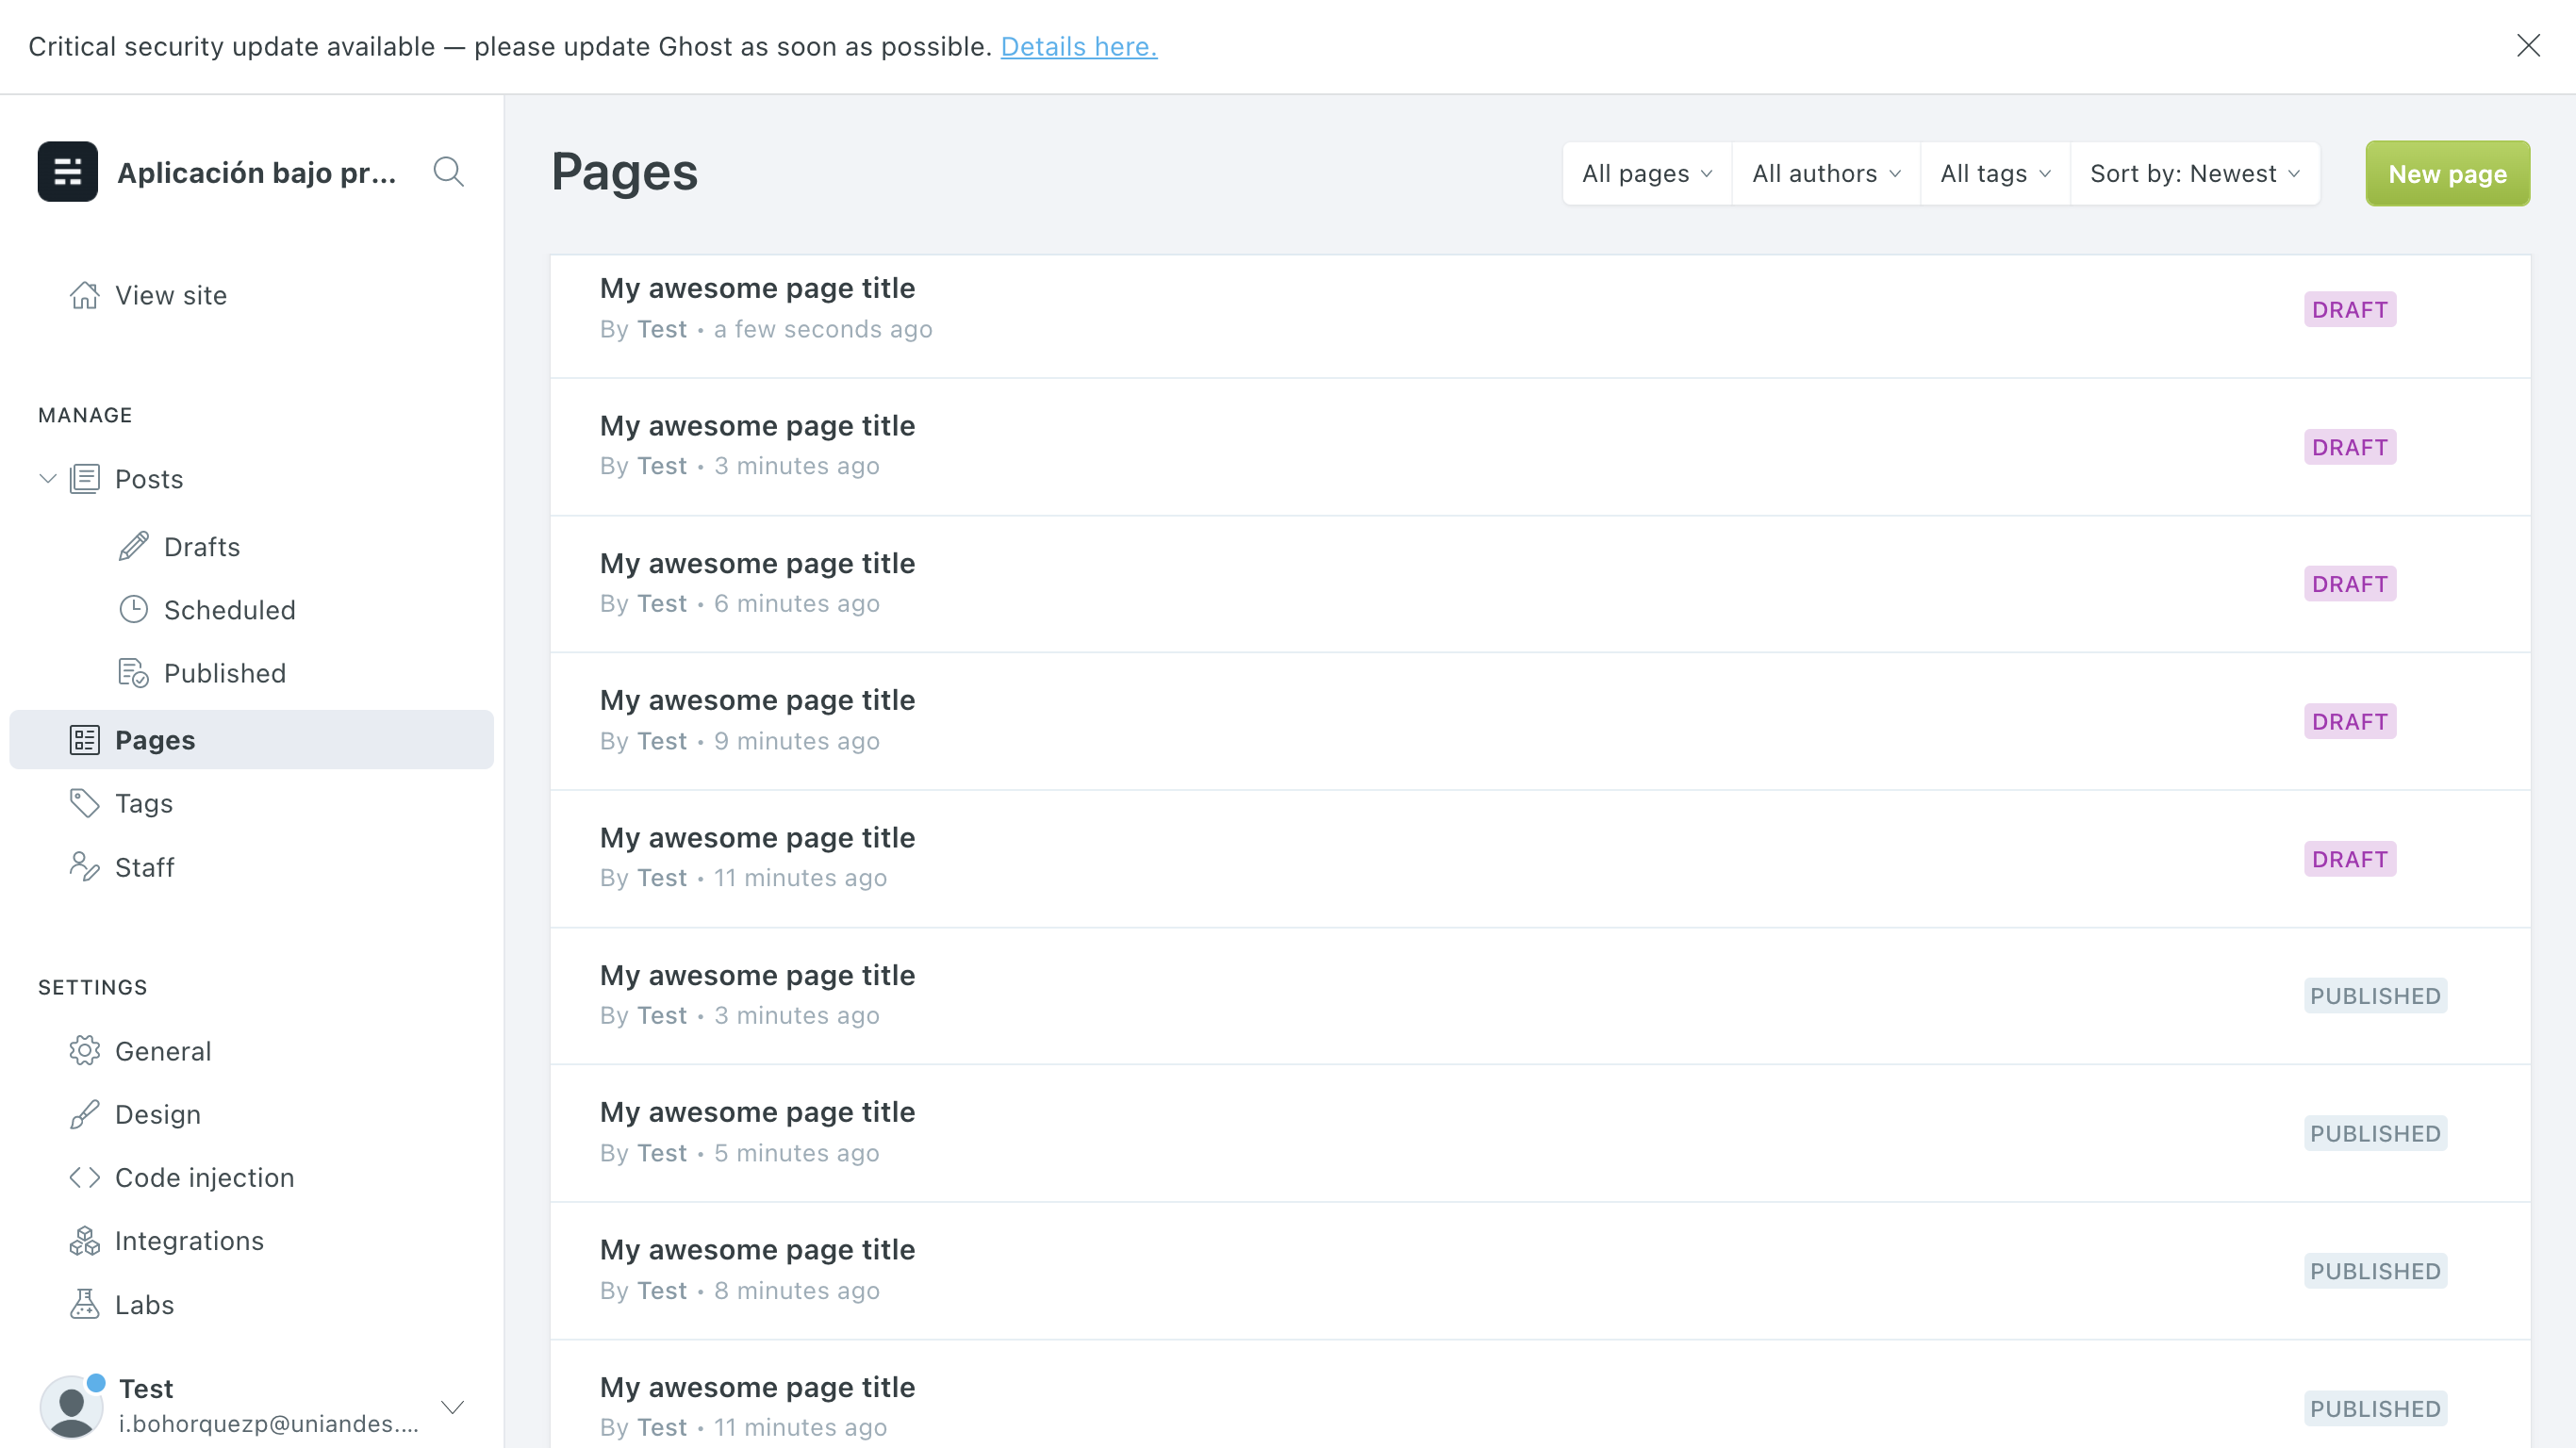 Critical security update available — please update Ghost as soon as possible. Details here.
Aplicación bajo pr...
View site
MANAGE
Posts
Drafts
Scheduled
Published
Pages
Tags
Staff
SETTINGS
General
Design
Code injection
Integrations
Labs
Test
i.bohorquezp@uniandes....
Pages
All pages
All authors
All tags
Sort by: Newest
New page
My awesome page title
By Test • a few seconds ago
DRAFT
My awesome page title
By Test • 3 minutes ago
DRAFT
My awesome page title
By Test • 6 minutes ago
DRAFT
My awesome page title
By Test • 9 minutes ago
DRAFT
My awesome page title
By Test • 11 minutes ago
DRAFT
My awesome page title
By Test • 3 minutes ago
PUBLISHED
My awesome page title
By Test • 5 minutes ago
PUBLISHED
My awesome page title
By Test • 8 minutes ago
PUBLISHED
My awesome page title
By Test • 11 minutes ago
PUBLISHED